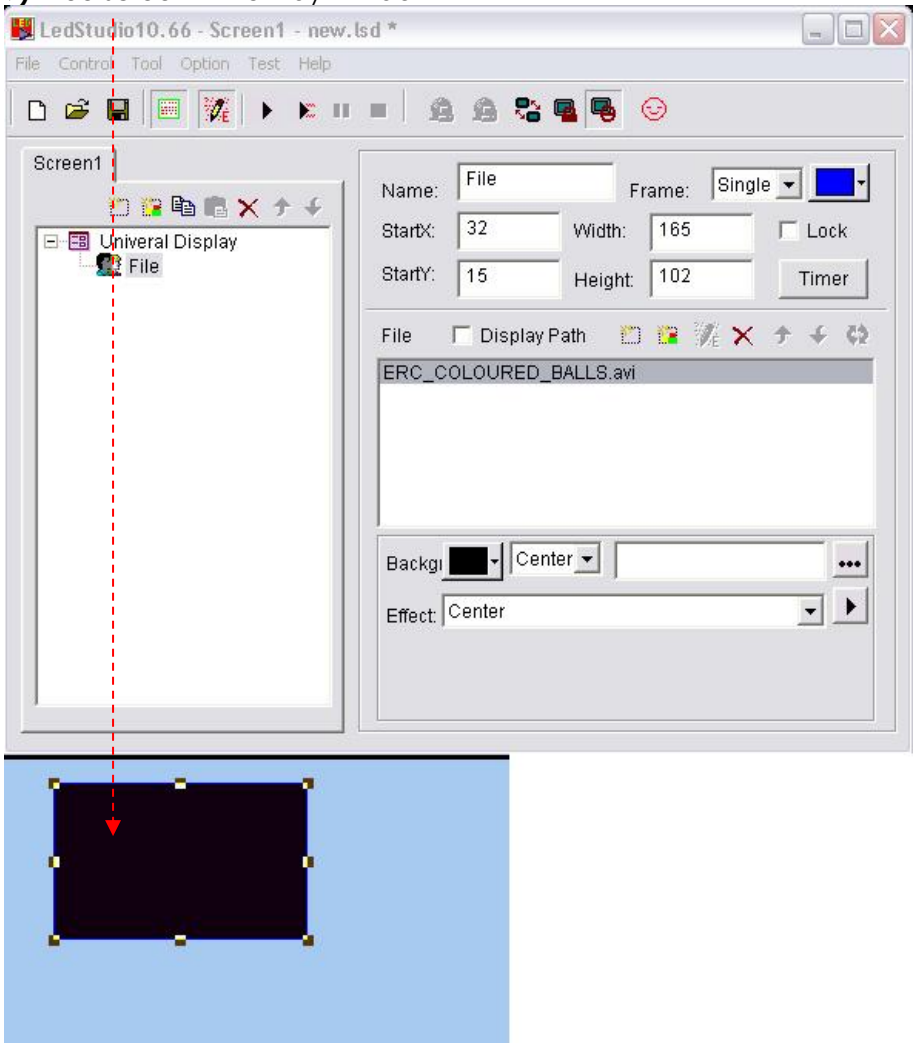 LedStudio10.66 - Screen1 - new.lsd *
File Control Tool Option Test Help
Screen1
Univeral Display
File
Name: File Frame: Single
StartX: 32 Width: 165 Lock
StartY: 15 Height: 102 Timer
File Display Path
ERC_COLOURED_BALLS.avi
Backgr Center
Effect: Center